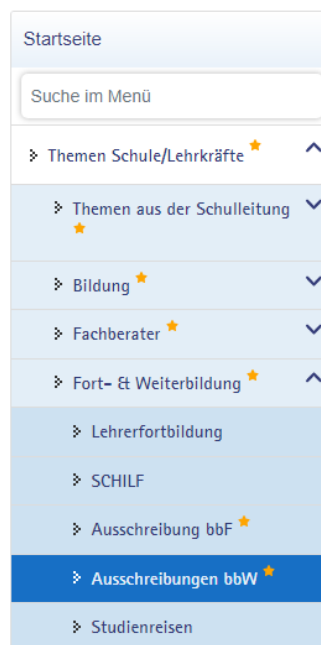 Startseite
Suche im Menü
Themen Schule/Lehrkräfte
Themen aus der Schulleitung
Bildung
Fachberater
Fort- & Weiterbildung
Lehrerfortbildung
SCHILF
Ausschreibung bbF
Ausschreibungen bbW
Studienreisen